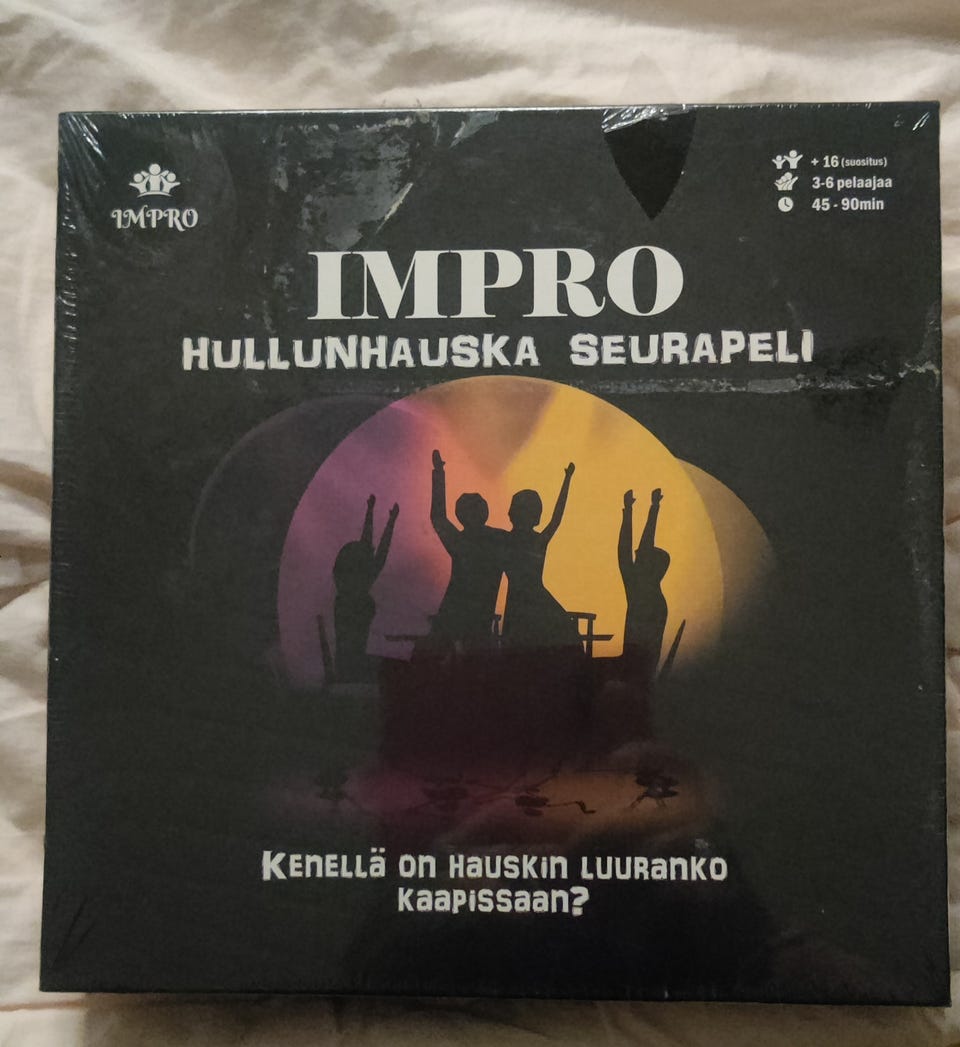 IMPRO
+ 16 (suositus)
3-6 pelaajaa
45 - 90min
IMPRO
HULLUNHAUSKA SEURAPELI
KENELLÄ ON HAUSKIN LUURANKO
KAAPISSAAN?